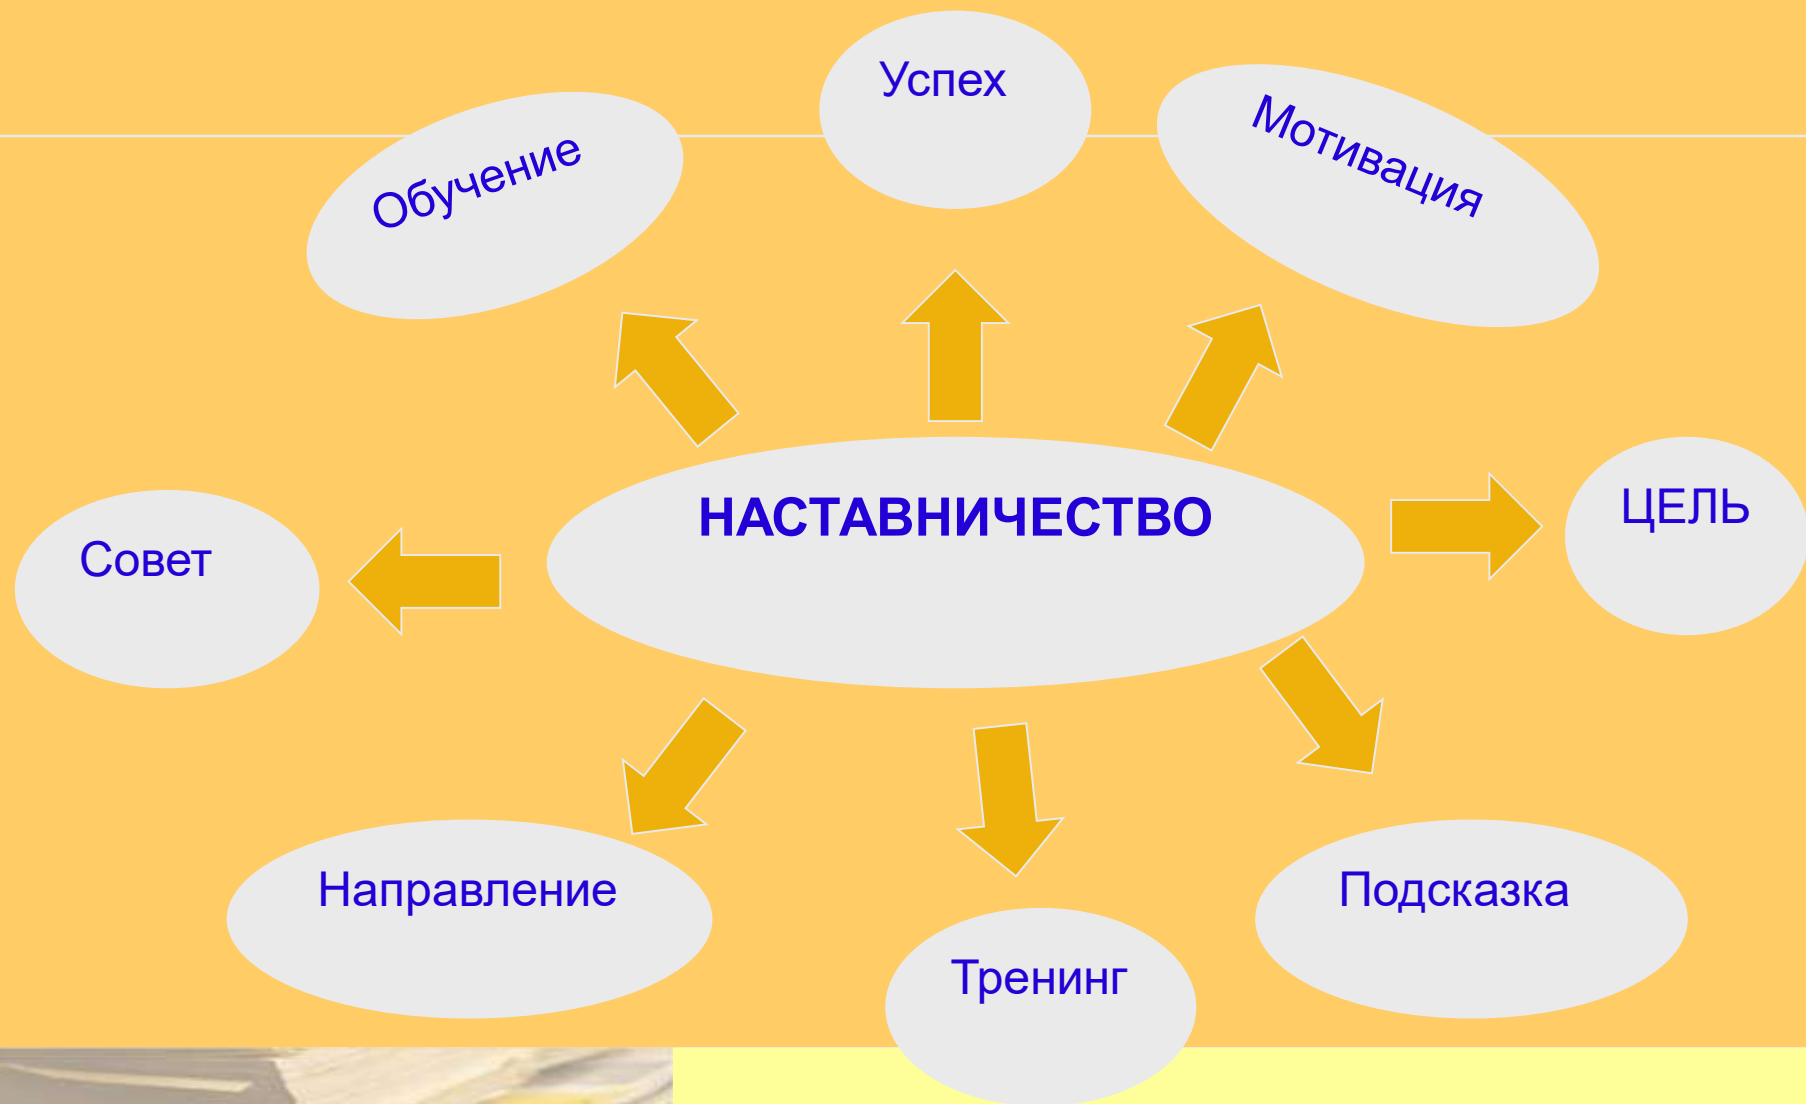 Успех
Мотивация
Обучение
НАСТАВНИЧЕСТВО
ЦЕЛЬ
Совет
Направление
Подсказка
Тренинг